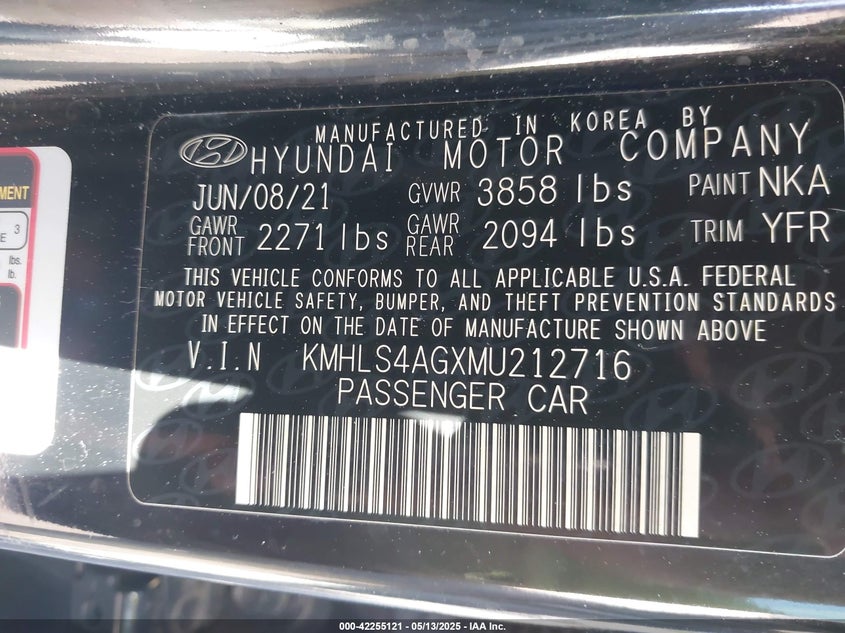 MANUFACTURED IN KOREA BY
HYUNDAI MOTOR COMPANY
JUN/08/21 GVWR 3858 lbs PAINT NKA
GAWR FRONT 2271 lbs GAWR REAR 2094 lbs TRIM YFR
THIS VEHICLE CONFORMS TO ALL APPLICABLE U.S.A. FEDERAL
MOTOR VEHICLE SAFETY, BUMPER, AND THEFT PREVENTION STANDARDS
IN EFFECT ON THE DATE OF MANUFACTURE SHOWN ABOVE
V.I.N KMHLS4AGXMU212716
PASSENGER CAR
3
lbs.
lb.
000-42255121 - 05/13/2025 - IAA Inc.